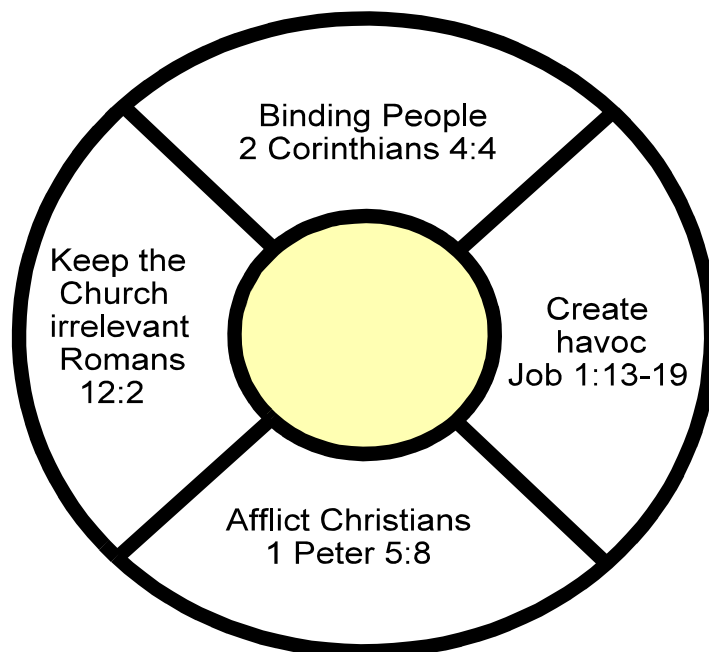 Binding People
2 Corinthians 4:4
Keep the
Church
irrelevant
Romans
12:2
Create
havoc
Job 1:13-19
Afflict Christians
1 Peter 5:8